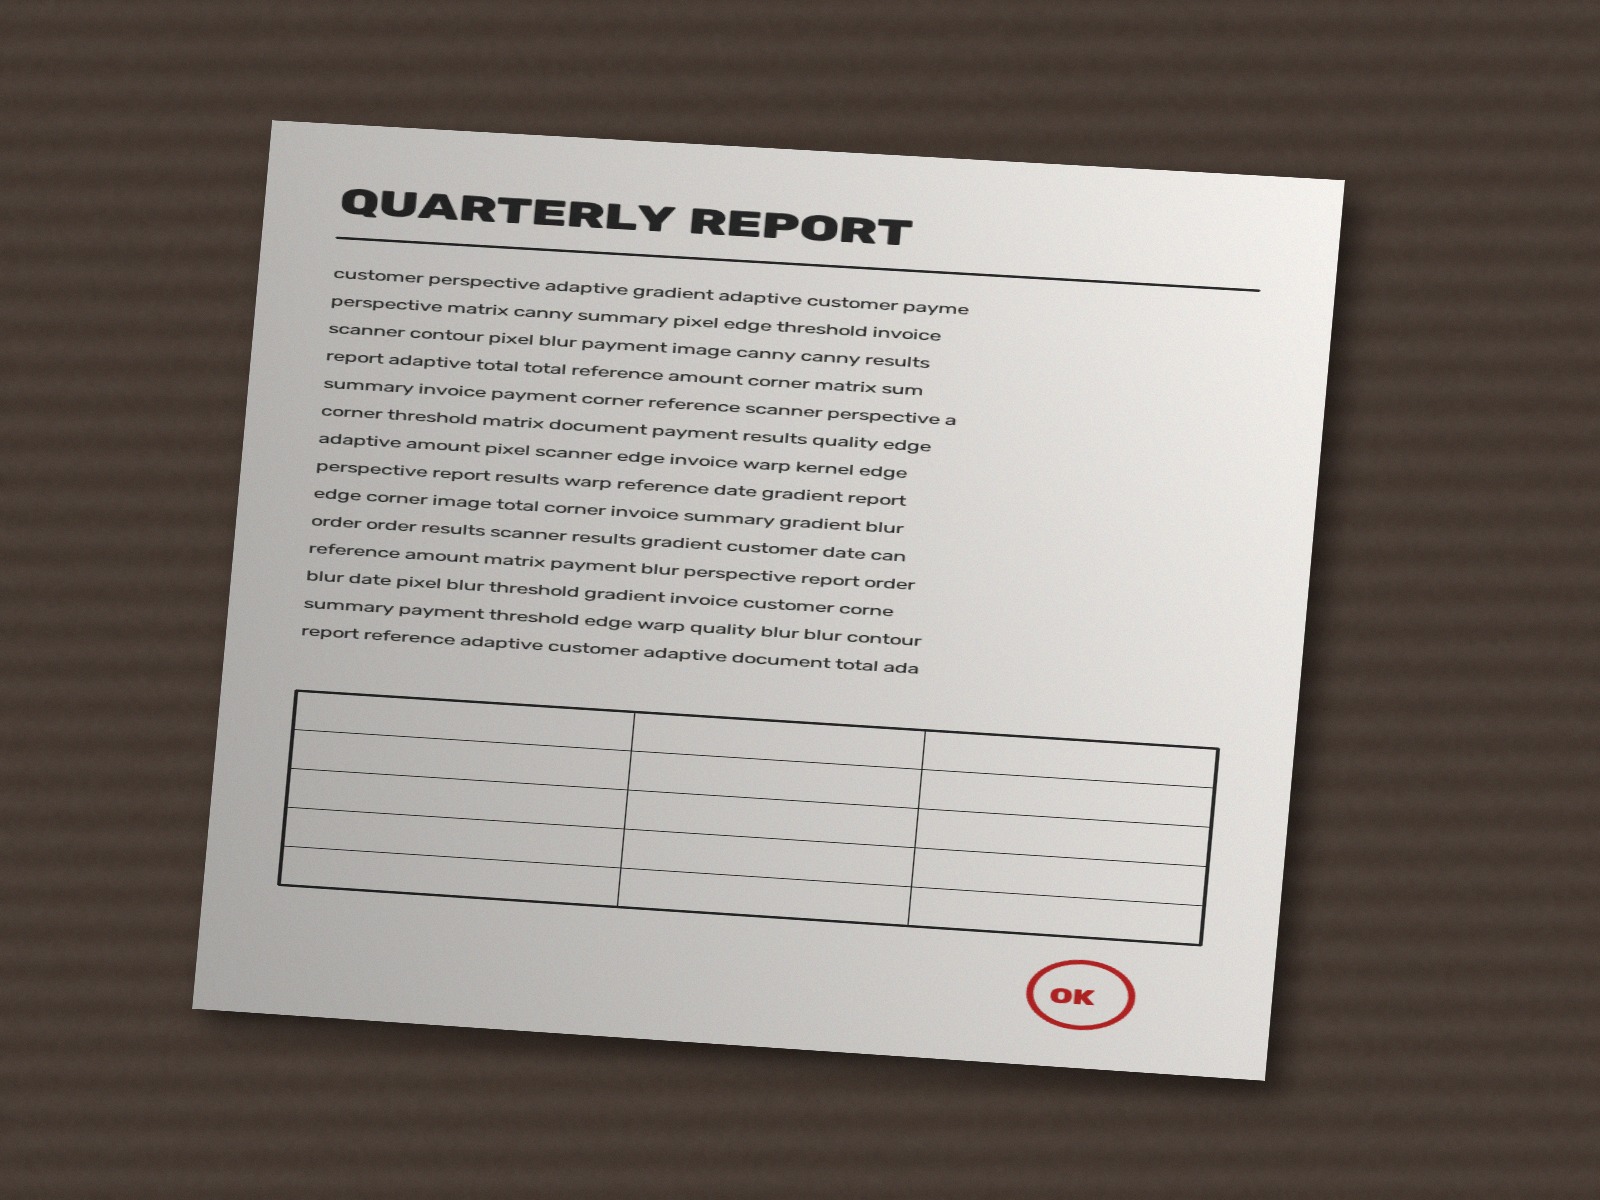 QUARTERLY REPORT
customer perspective adaptive gradient adaptive customer payme
perspective matrix canny summary pixel edge threshold invoice
scanner contour pixel blur payment image canny canny results
report adaptive total total reference amount corner matrix sum
summary invoice payment corner reference scanner perspective a
corner threshold matrix document payment results quality edge
adaptive amount pixel scanner edge invoice warp kernel edge
perspective report results warp reference date gradient report
edge corner image total corner invoice summary gradient blur
order order results scanner results gradient customer date can
reference amount matrix payment blur perspective report order
blur date pixel blur threshold gradient invoice customer corne
summary payment threshold edge warp quality blur blur contour
report reference adaptive customer adaptive document total ada
OK